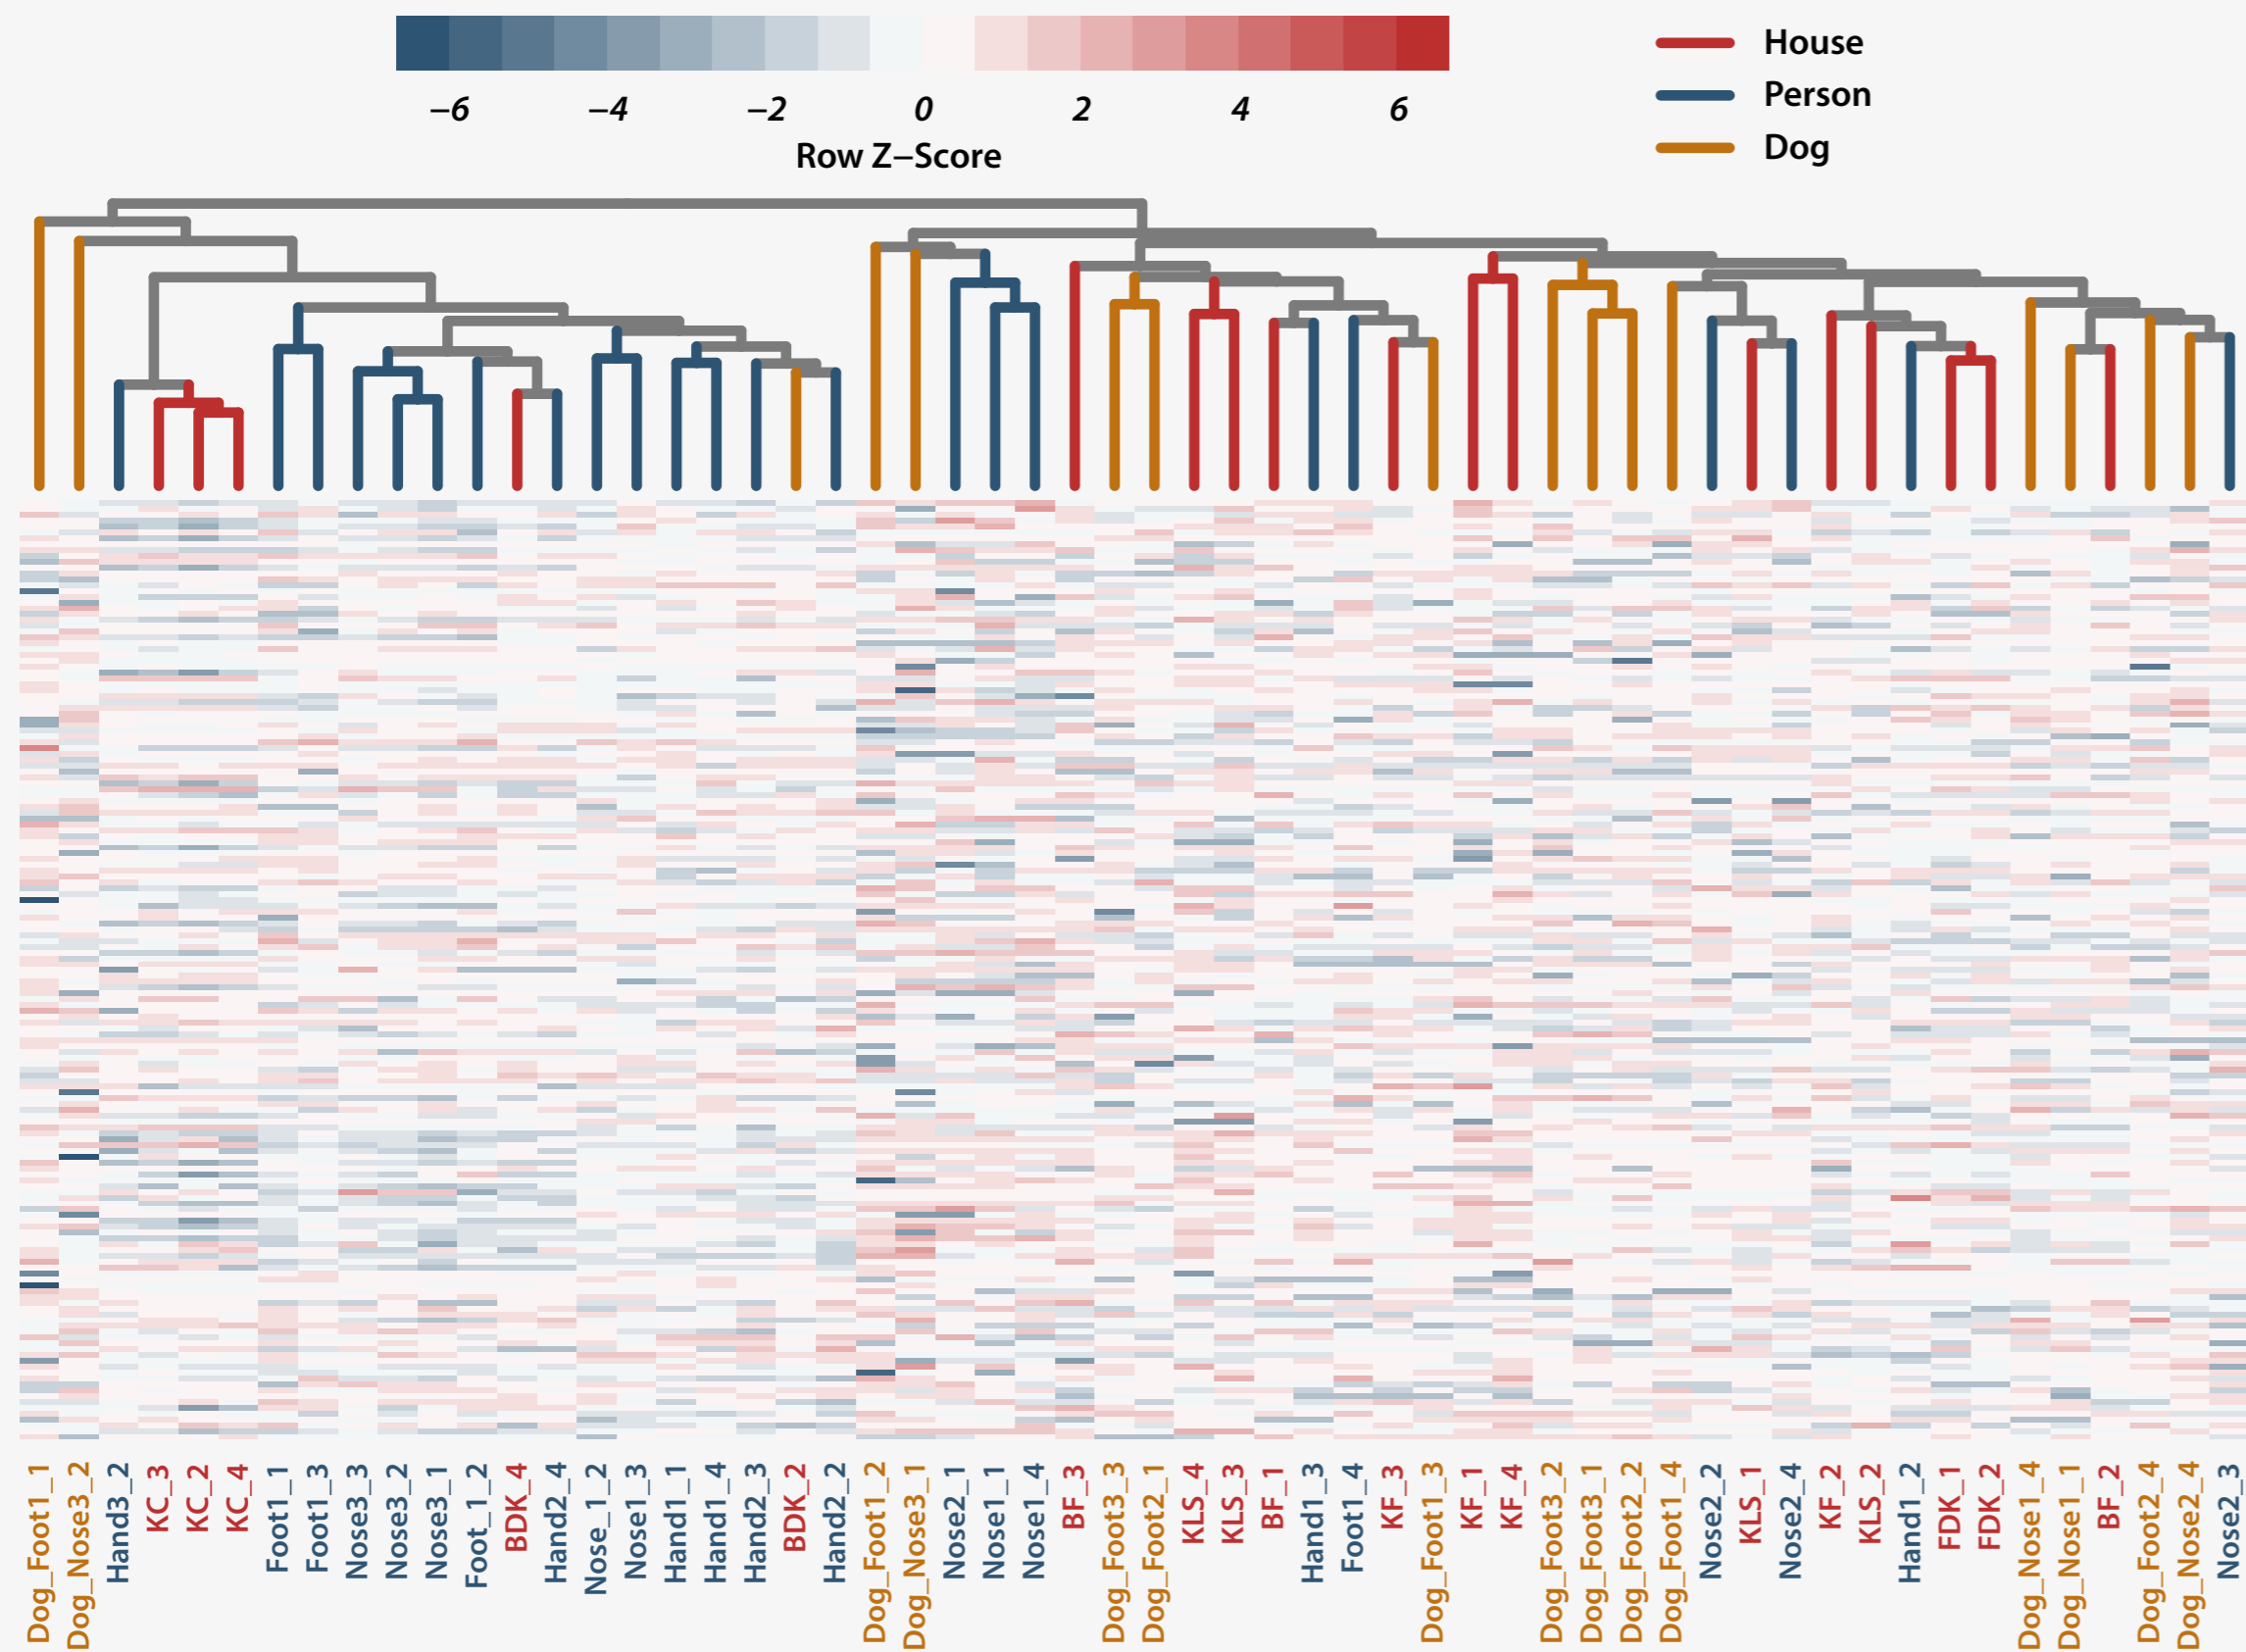 −6 −4 −2 0 2 4 6
Row Z−Score
House
Person
Dog
Dog_Foot1_1
Dog_Nose3_2
Hand3_2
KC_3
KC_2
KC_4
Foot1_1
Foot1_3
Nose3_3
Nose3_2
Nose3_1
Foot_1_2
BDK_4
Hand2_4
Nose_1_2
Nose1_3
Hand1_1
Hand1_4
Hand2_3
BDK_2
Hand2_2
Dog_Foot1_2
Dog_Nose3_1
Nose2_1
Nose1_1
Nose1_4
BF_3
Dog_Foot3_3
Dog_Foot2_1
KLS_4
KLS_3
BF_1
Hand1_3
Foot1_4
KF_3
Dog_Foot1_3
KF_1
KF_4
Dog_Foot3_2
Dog_Foot3_1
Dog_Foot2_2
Dog_Foot1_4
Nose2_2
KLS_1
Nose2_4
KF_2
KLS_2
Hand1_2
FDK_1
FDK_2
Dog_Nose1_4
Dog_Nose1_1
BF_2
Dog_Foot2_4
Dog_Nose2_4
Nose2_3